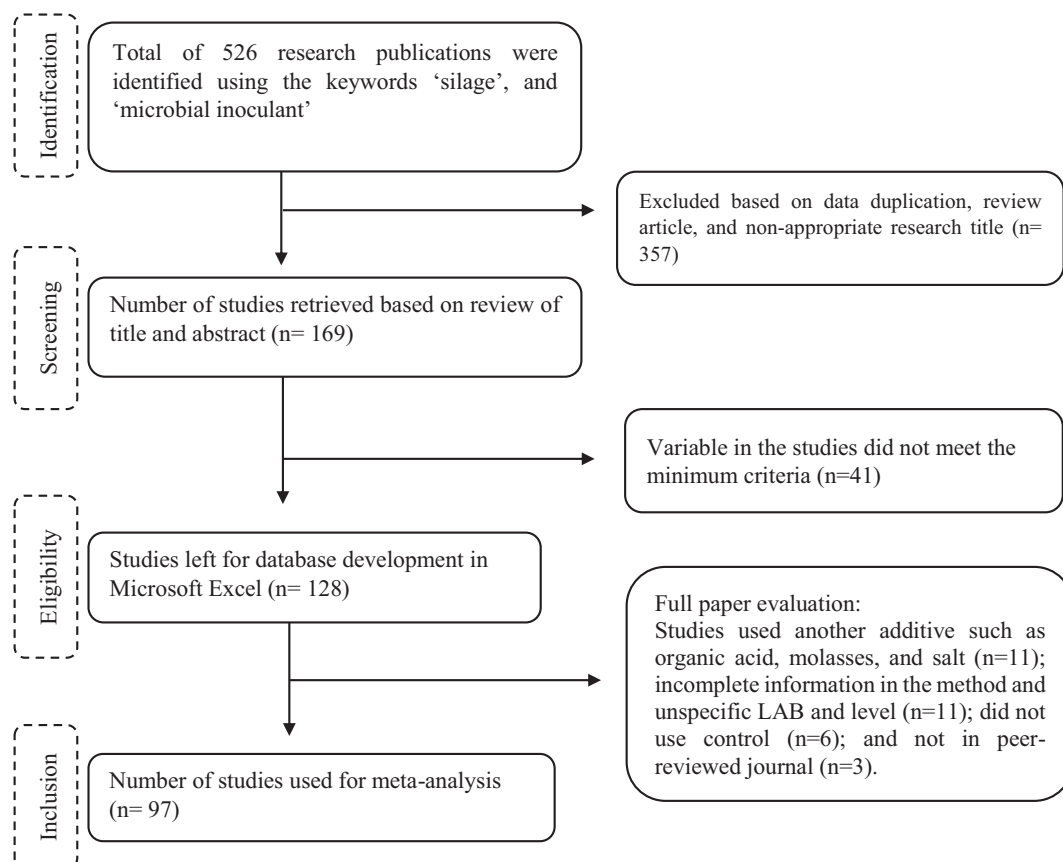 Identification
Total of 526 research publications were
identified using the keywords ‘silage’, and
‘microbial inoculant’
Excluded based on data duplication, review
article, and non-appropriate research title (n=
357)
Screening
Number of studies retrieved based on review of
title and abstract (n= 169)
Variable in the studies did not meet the
minimum criteria (n=41)
Eligibility
Studies left for database development in
Microsoft Excel (n= 128)
Full paper evaluation:
Studies used another additive such as
organic acid, molasses, and salt (n=11);
incomplete information in the method and
unspecific LAB and level (n=11); did not
use control (n=6); and not in peer-
reviewed journal (n=3).
Inclusion
Number of studies used for meta-analysis
(n= 97)